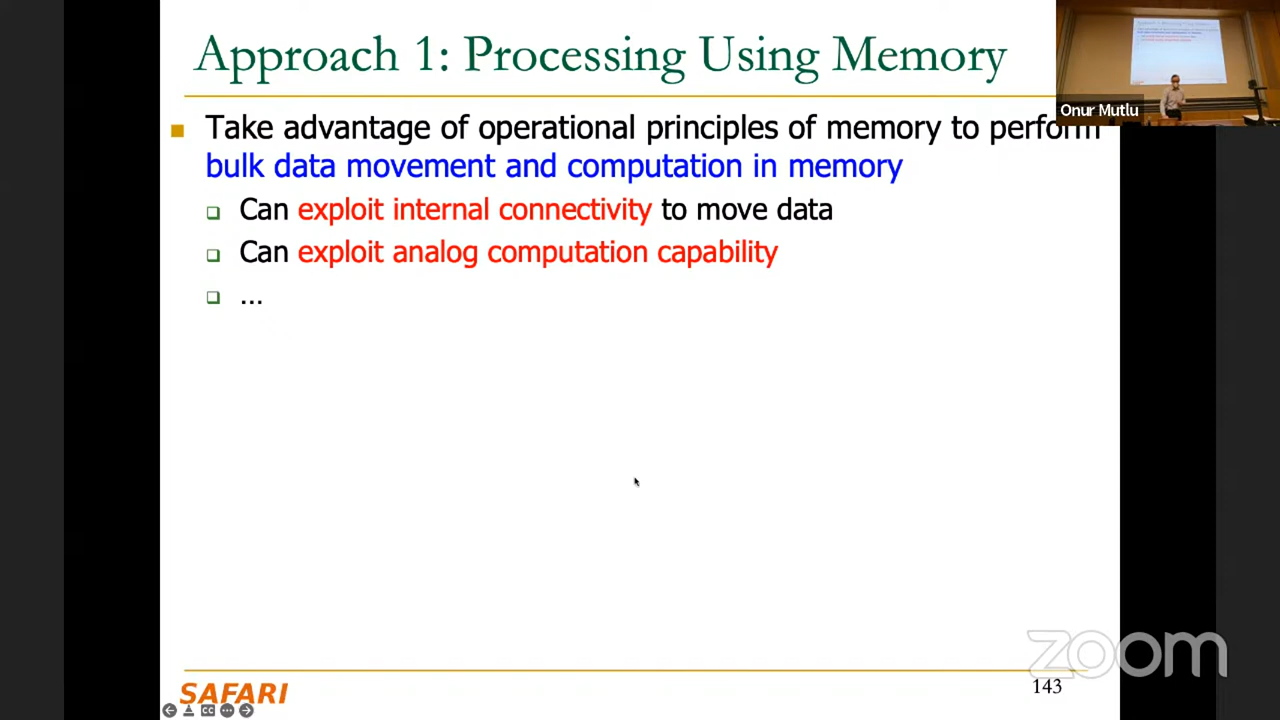 Approach 1: Processing Using Memory
Onur Mutlu
Take advantage of operational principles of memory to perform
bulk data movement and computation in memory
Can exploit internal connectivity to move data
Can exploit analog computation capability
...
zoom
SAFARI
143